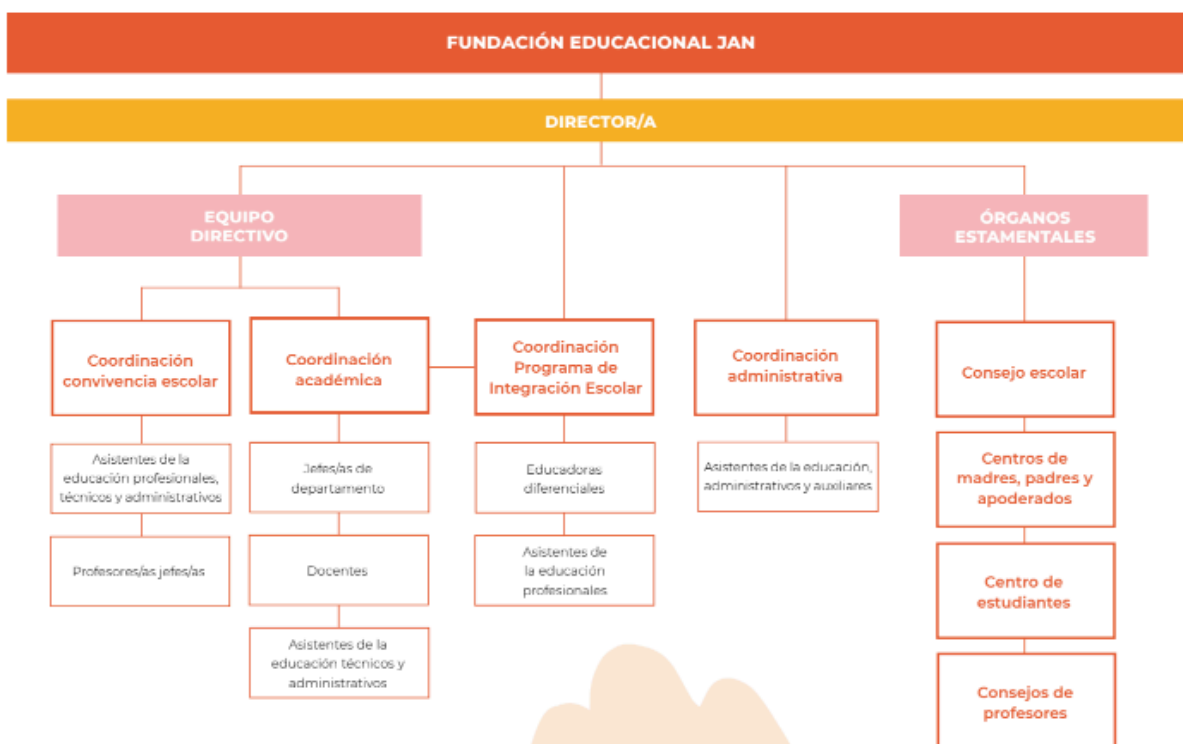 FUNDACIÓN EDUCACIONAL JAN
DIRECTOR/A
EQUIPO
DIRECTIVO
ÓRGANOS
ESTAMENTALES
Coordinación
convivencia escolar
Coordinación
académica
Coordinación
Programa de
Integración Escolar
Coordinación
administrativa
Consejo escolar
Asistentes de la
educación profesionales,
técnicos y administrativos
Jefes/as de
departamento
Educadoras
diferenciales
Asistentes de la educación,
administrativos y auxiliares
Centros de
madres, padres y
apoderados
Profesores/as jefes/as
Docentes
Asistentes de
la educación
profesionales
Centro de
estudiantes
Asistentes de la
educación técnicos y
administrativos
Consejos de
profesores